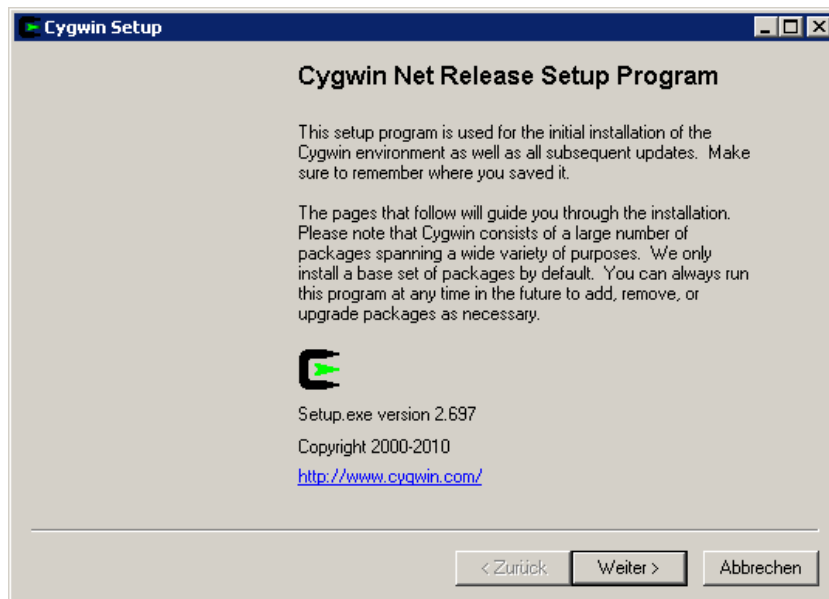 Cygwin Setup
Cygwin Net Release Setup Program
This setup program is used for the initial installation of the
Cygwin environment as well as all subsequent updates.  Make
sure to remember where you saved it.
The pages that follow will guide you through the installation.
Please note that Cygwin consists of a large number of
packages spanning a wide variety of purposes.  We only
install a base set of packages by default.  You can always run
this program at any time in the future to add, remove, or
upgrade packages as necessary.
Setup.exe version 2.697
Copyright 2000-2010
http://www.cygwin.com/
< Zurück Weiter > Abbrechen